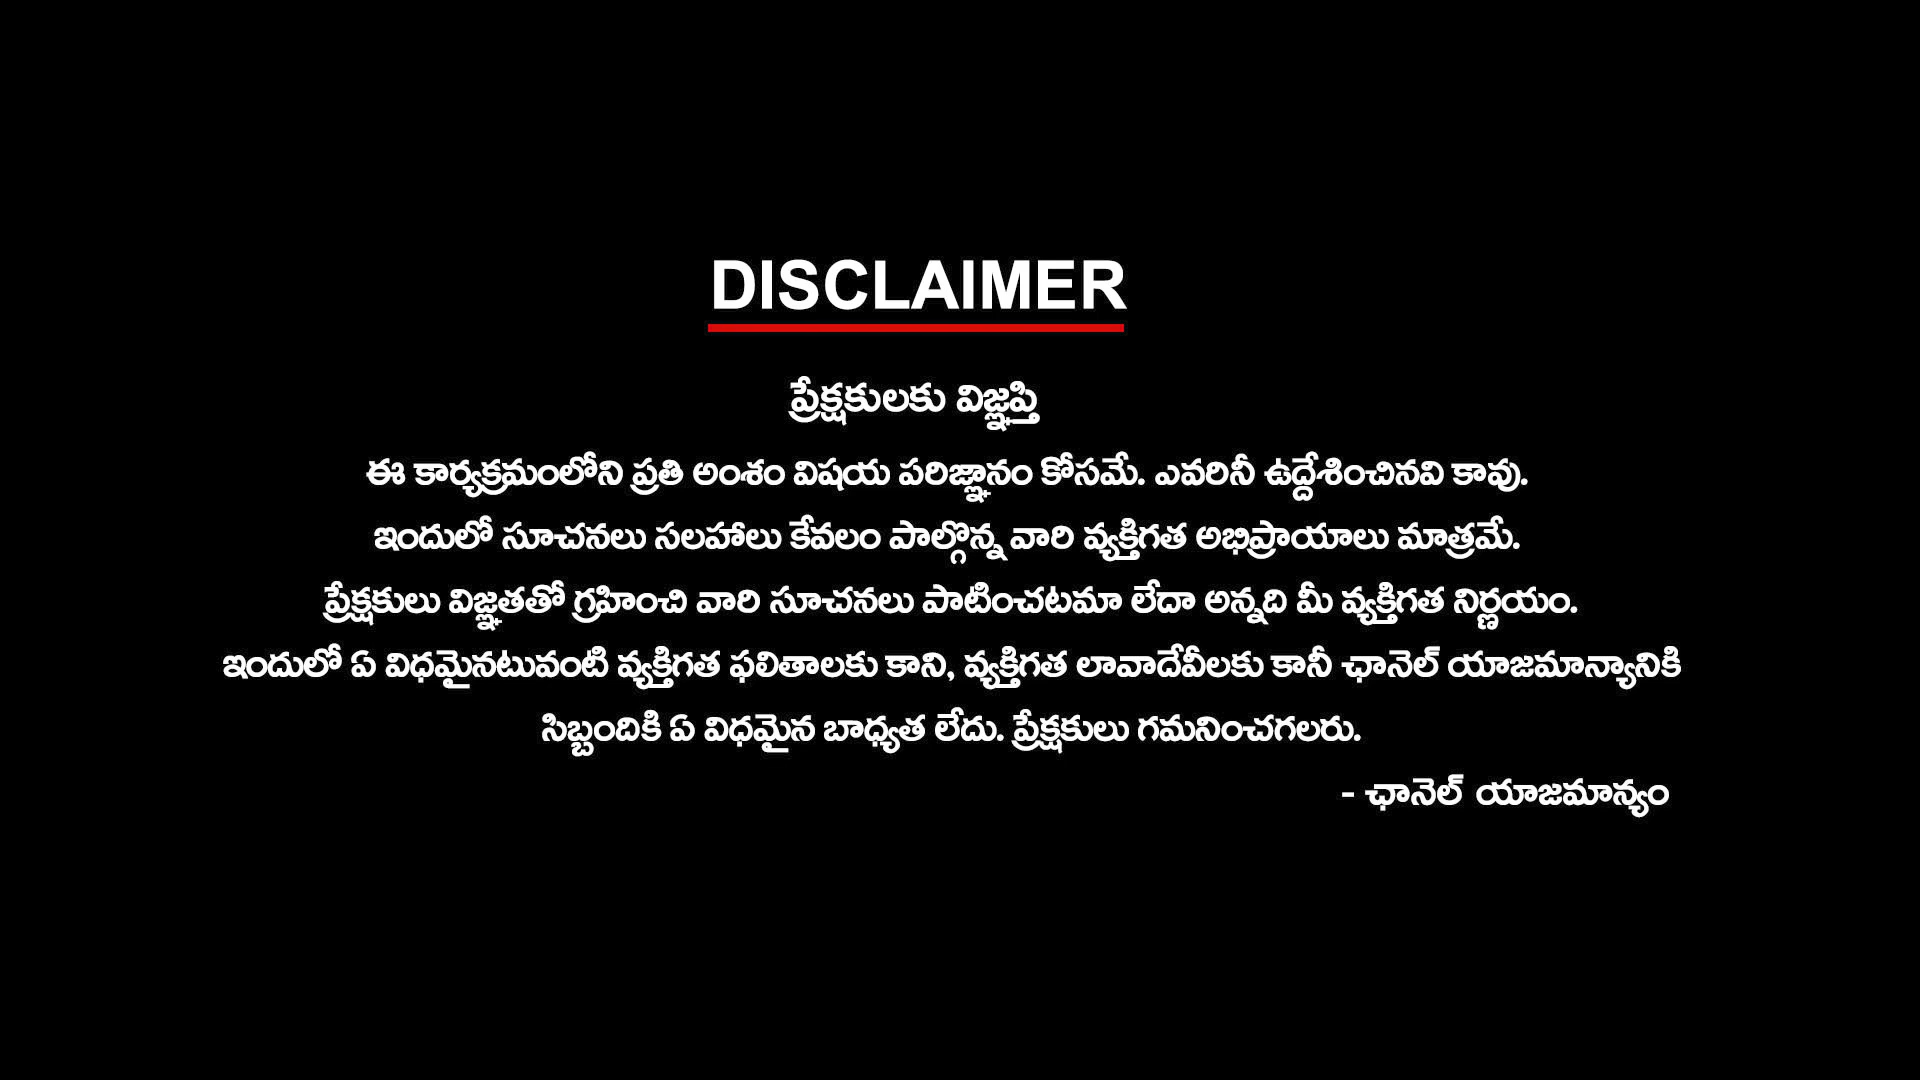 DISCLAIMER
ప్రేక్షకులకు విజ్ఞప్తి
ఈ కార్యక్రమంలోని ప్రతి అంశం విషయ పరిజ్ఞానం కోసమే. ఎవరినీ ఉద్దేశించినవి కావు.
ఇందులో సూచనలు సలహాలు కేవలం పాల్గొన్న వారి వ్యక్తిగత అభిప్రాయాలు మాత్రమే.
ప్రేక్షకులు విజ్ఞతతో గ్రహించి వారి సూచనలు పాటించటమా లేదా అన్నది మీ వ్యక్తిగత నిర్ణయం.
ఇందులో ఏ విధమైనటువంటి వ్యక్తిగత ఫలితాలకు కాని, వ్యక్తిగత లావాదేవీలకు కానీ ఛానెల్ యాజమాన్యానికి
సిబ్బందికి ఏ విధమైన బాధ్యత లేదు. ప్రేక్షకులు గమనించగలరు.
- ఛానెల్ యాజమాన్యం